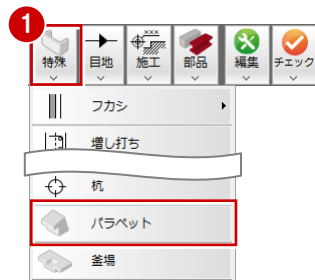 1
特殊 目地 施工 部品 編集 チェック
フカシ
増し打ち
杭
パラペット
釜場